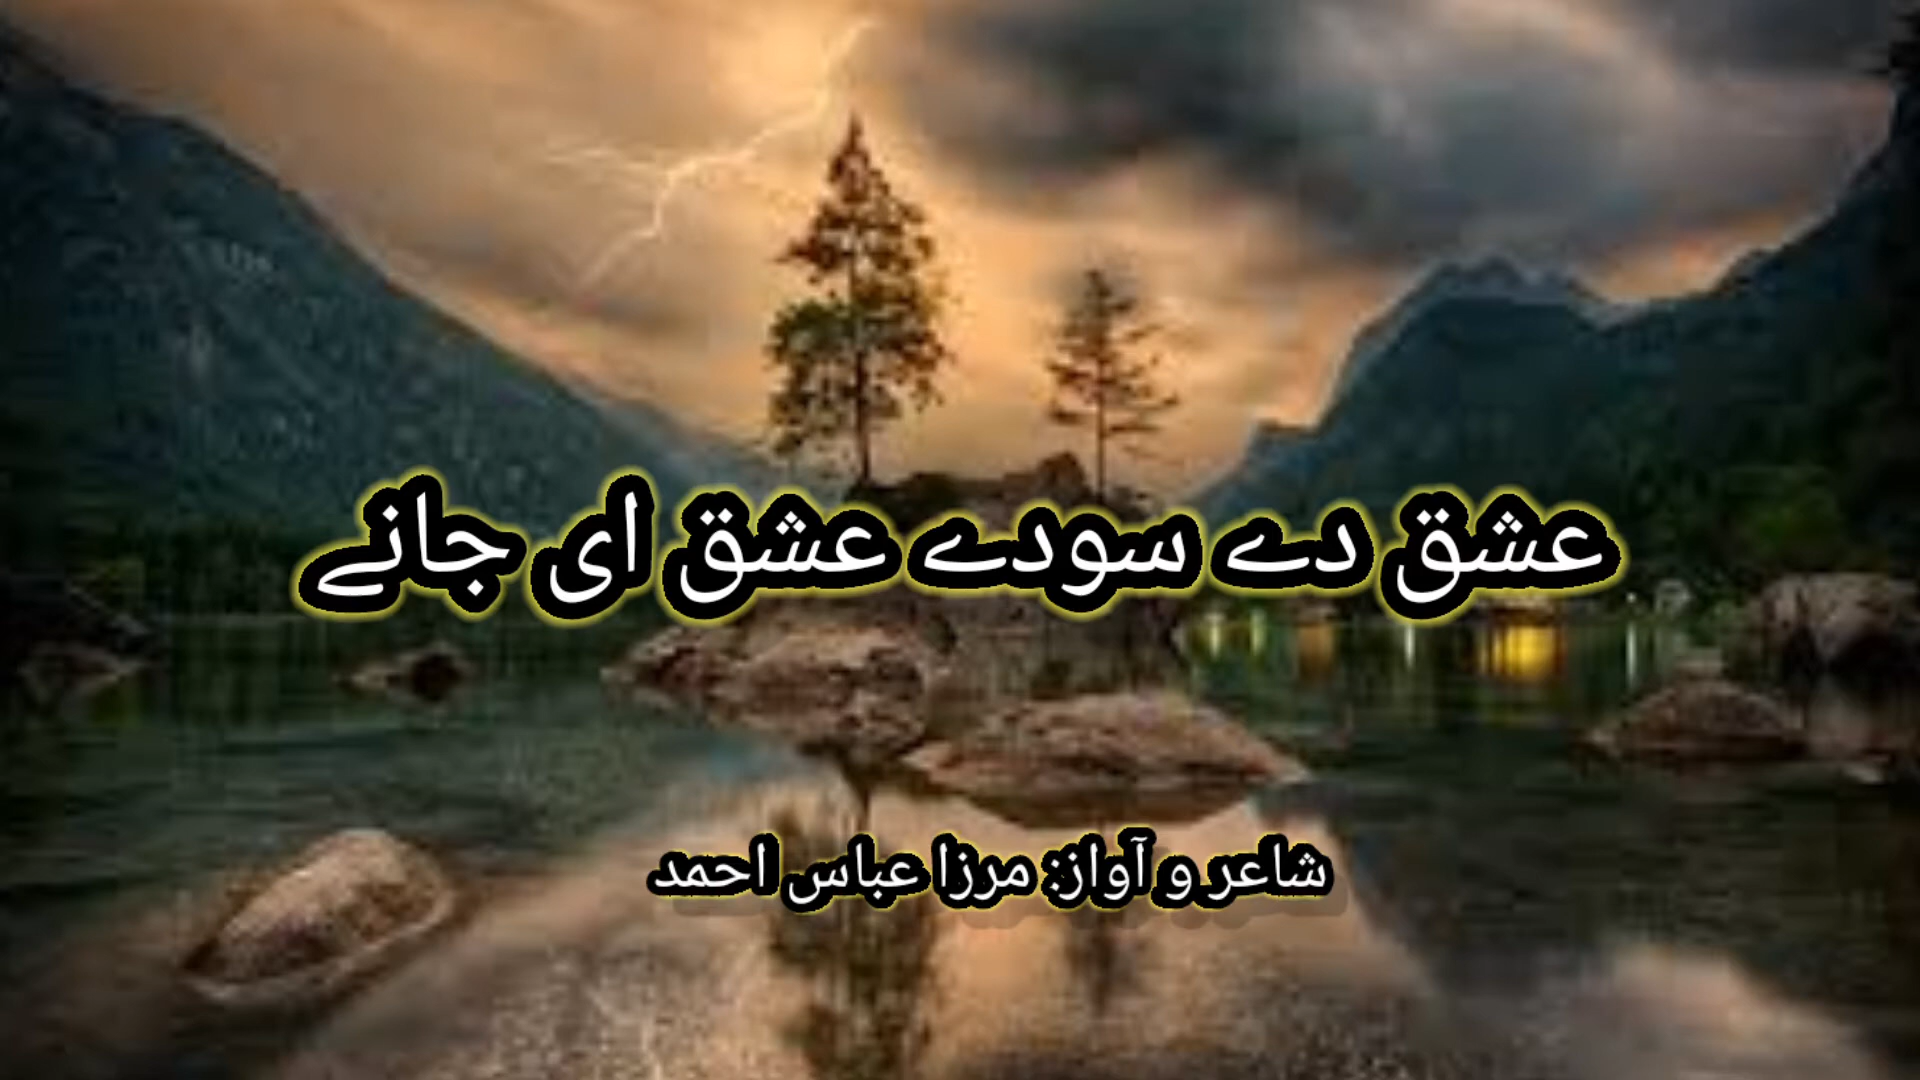 عشق دے سودے عشق ای جانے
شاعر و آواز: مرزا عباس احمد